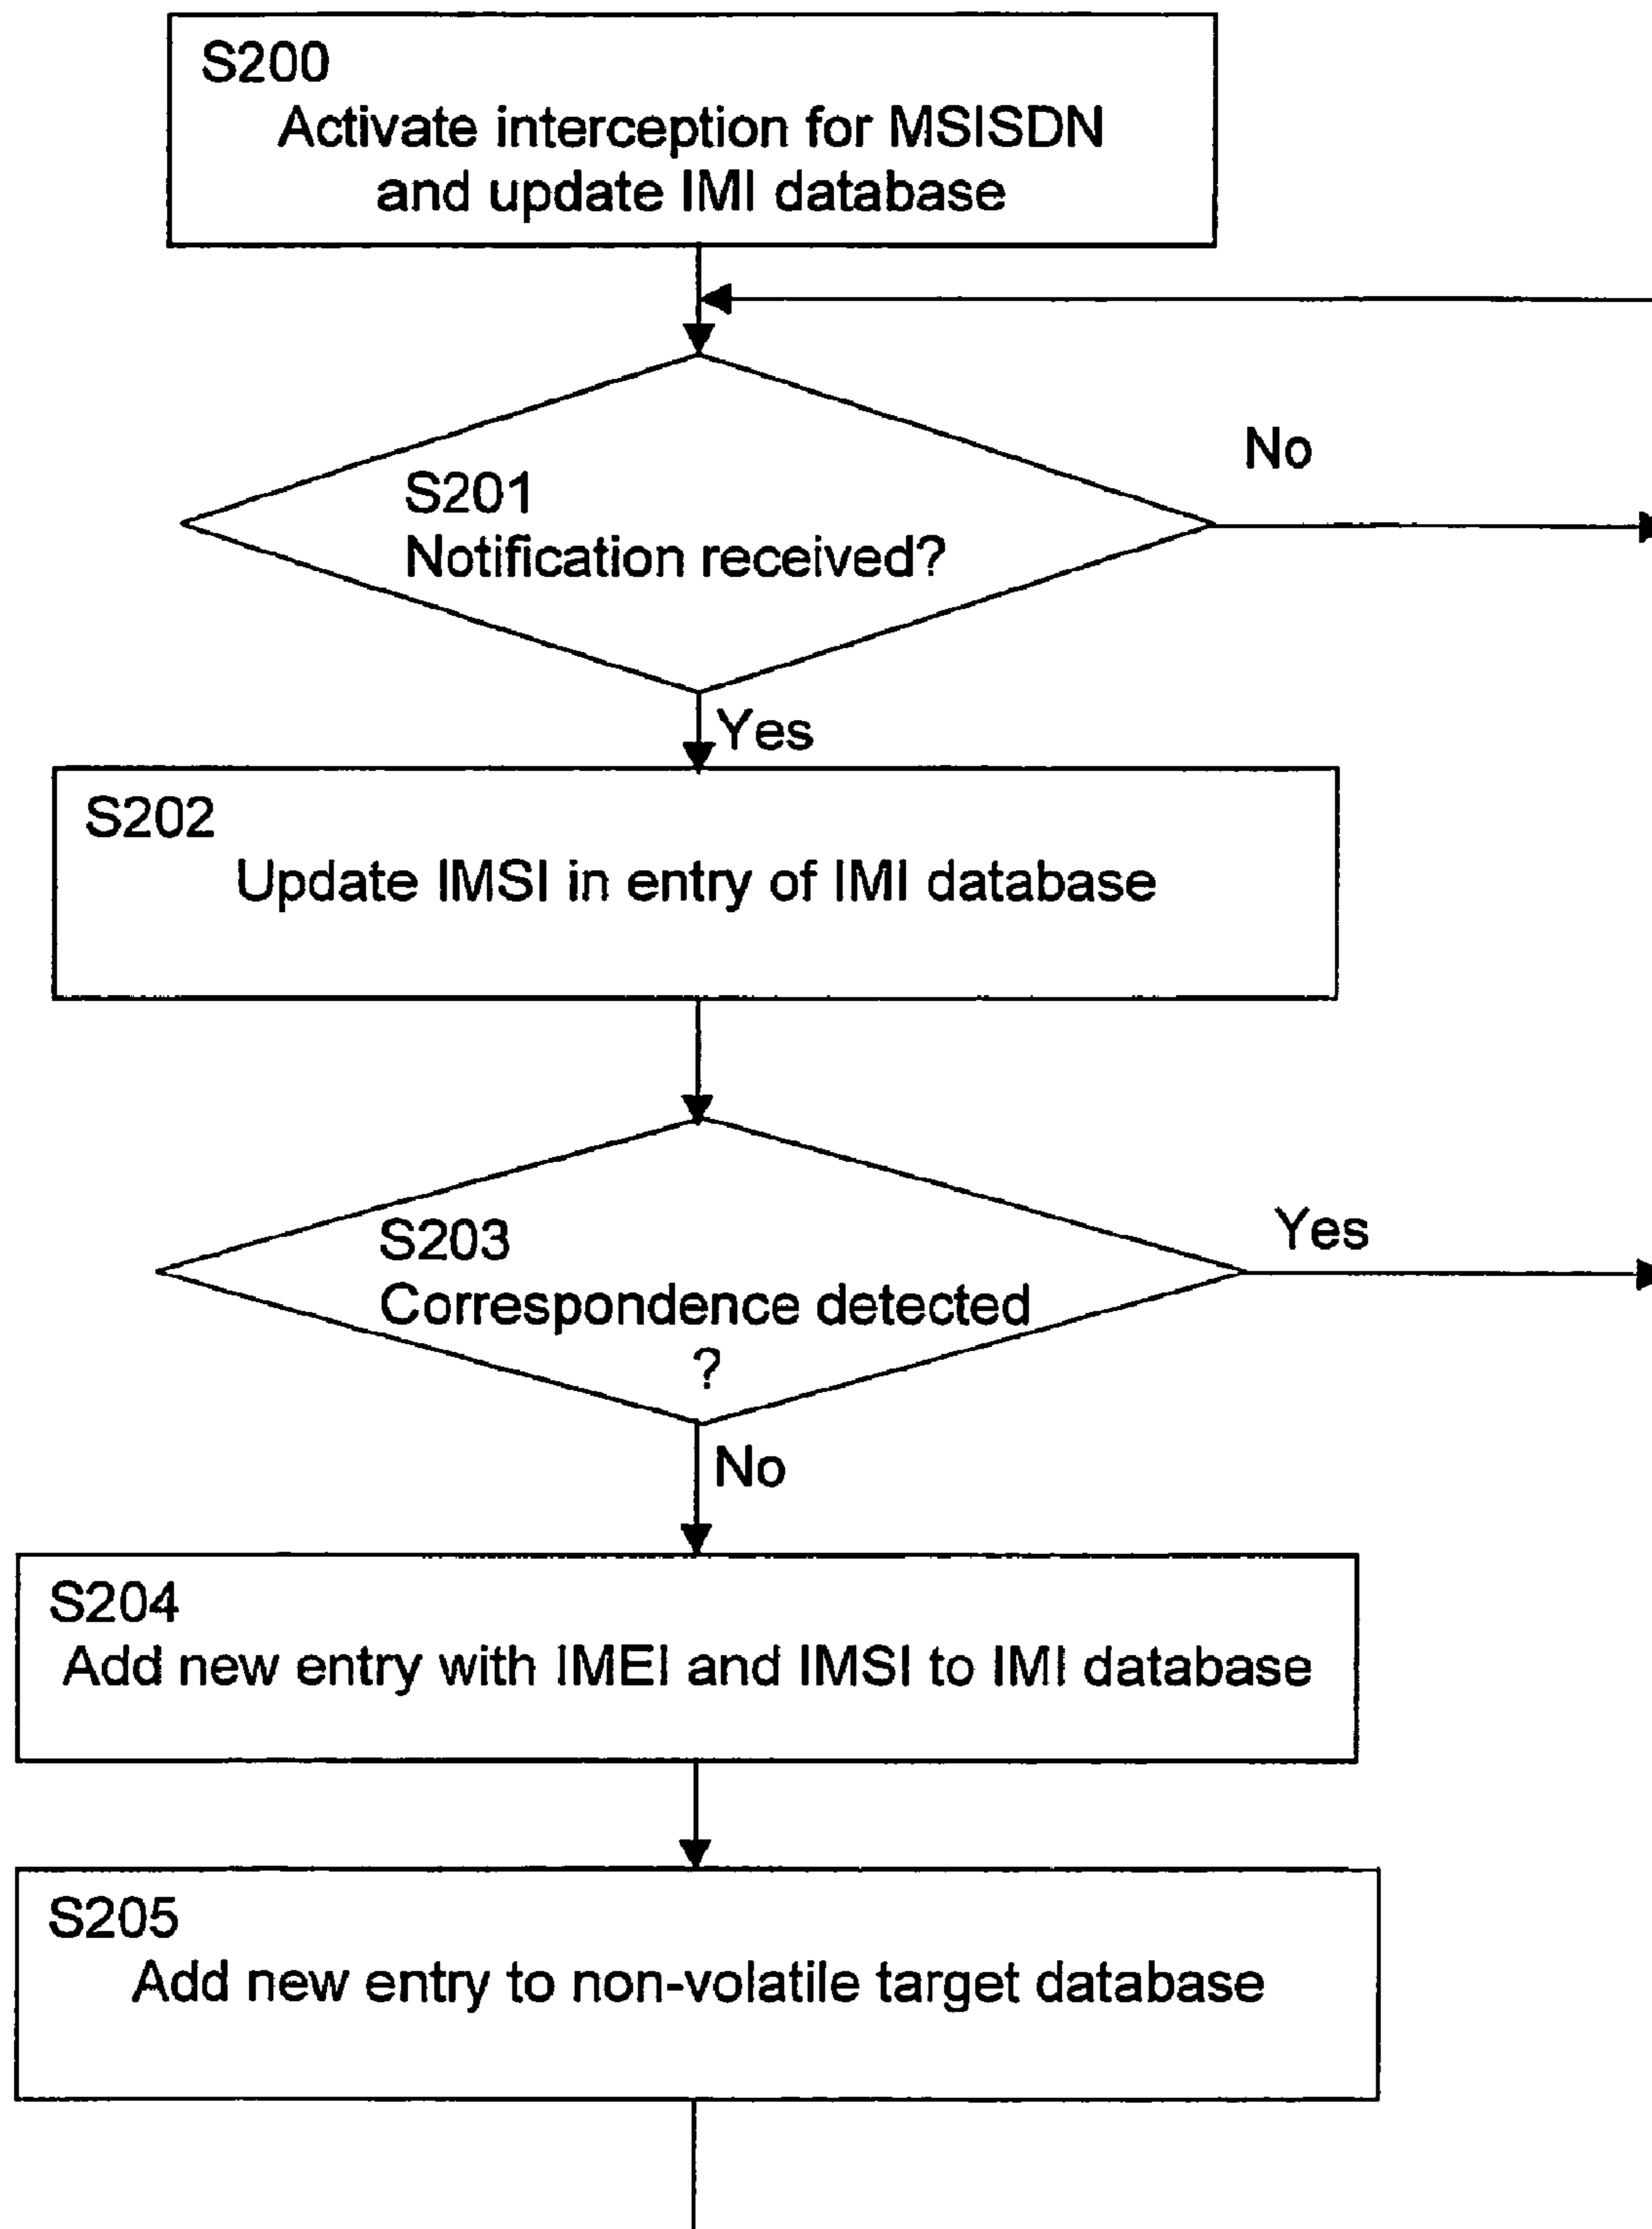 S200
Activate interception for MSISDN
and update IMI database
S201
Notification received?
No
Yes
S202
Update IMSI in entry of IMI database
S203
Correspondence detected
?
Yes
No
S204
Add new entry with IMEI and IMSI to IMI database
S205
Add new entry to non-volatile target database